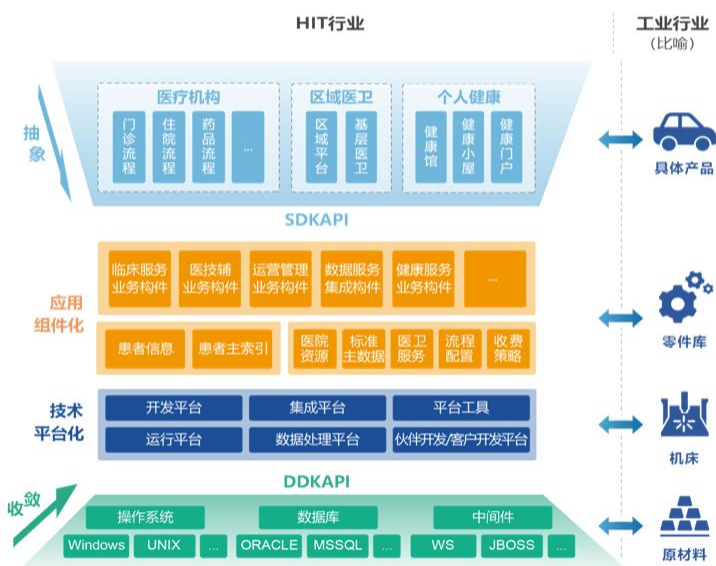 HIT行业
工业行业
(比喻)
抽象
医疗机构
区域医卫
个人健康
门诊流程
住院流程
药品流程
...
区域平台
基层医卫
健康馆
健康小屋
健康门户
具体产品
SDKAPI
应用
组件化
临床服务
业务构件
医技辅
业务构件
运营管理
业务构件
数据服务
集成构件
健康服务
业务构件
...
患者信息
患者主索引
医院
资源
标准
主数据
医卫
服务
流程
配置
收费
策略
零件库
技术
平台化
开发平台
集成平台
平台工具
运行平台
数据处理平台
伙伴开发/客户开发平台
机床
DDKAPI
收敛
操作系统
数据库
中间件
Windows
UNIX
...
ORACLE
MSSQL
...
WS
JBOSS
...
原材料